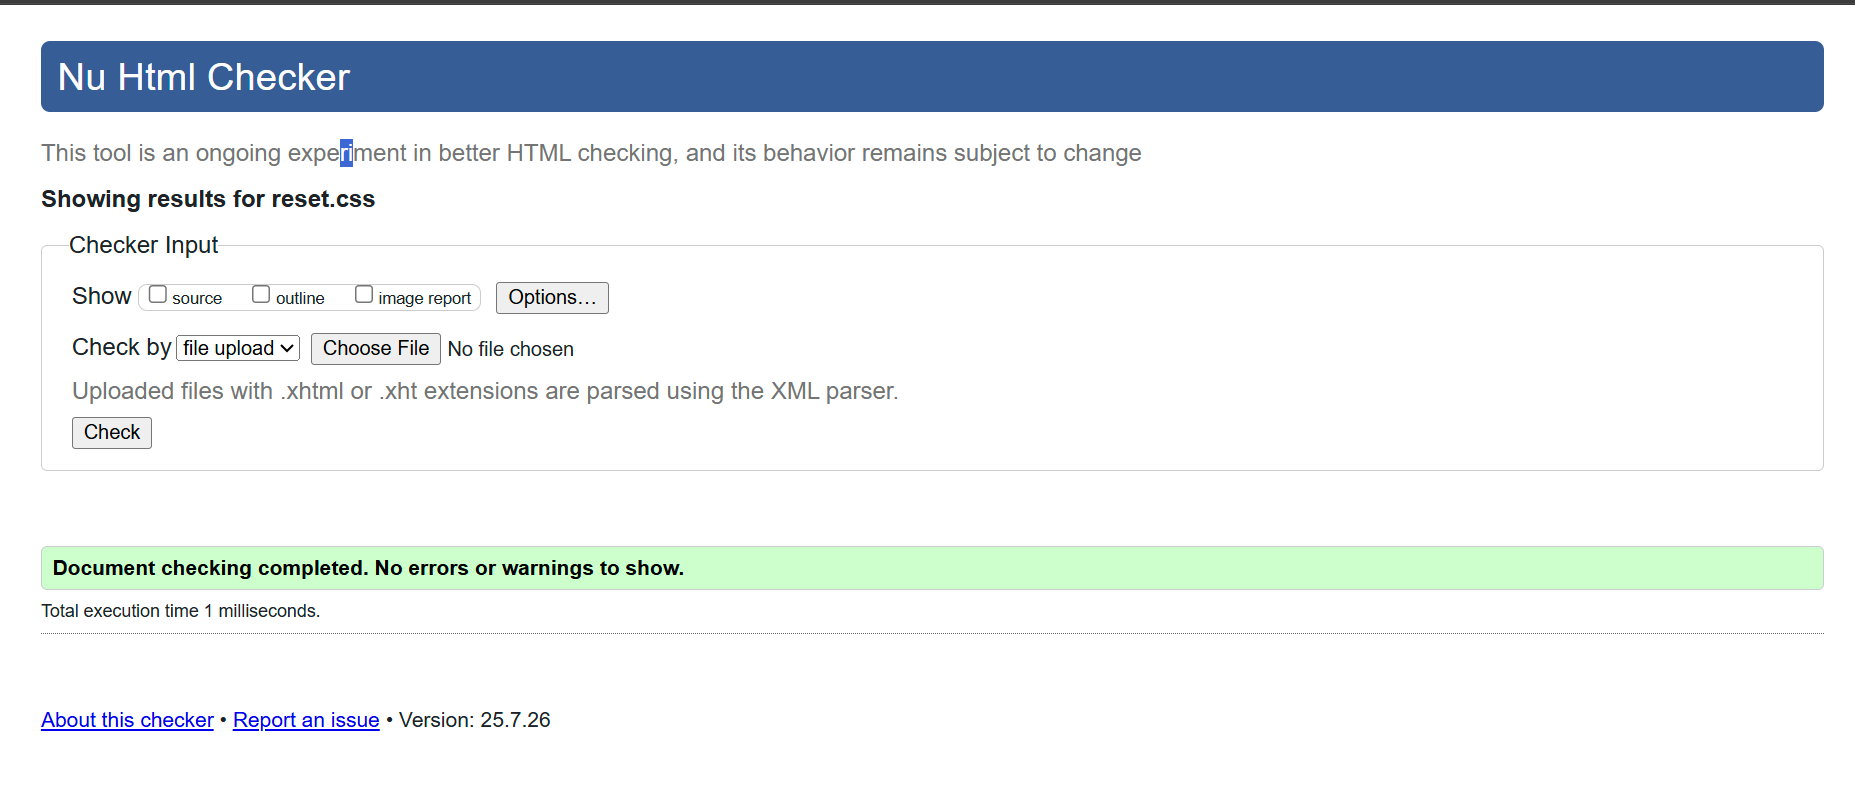 Nu Html Checker
This tool is an ongoing experiment in better HTML checking, and its behavior remains subject to change
Showing results for reset.css
Checker Input
Show source outline image report Options...
Check by file upload Choose File No file chosen
Uploaded files with .xhtml or .xht extensions are parsed using the XML parser.
Check
Document checking completed. No errors or warnings to show.
Total execution time 1 milliseconds.
About this checker • Report an issue • Version: 25.7.26